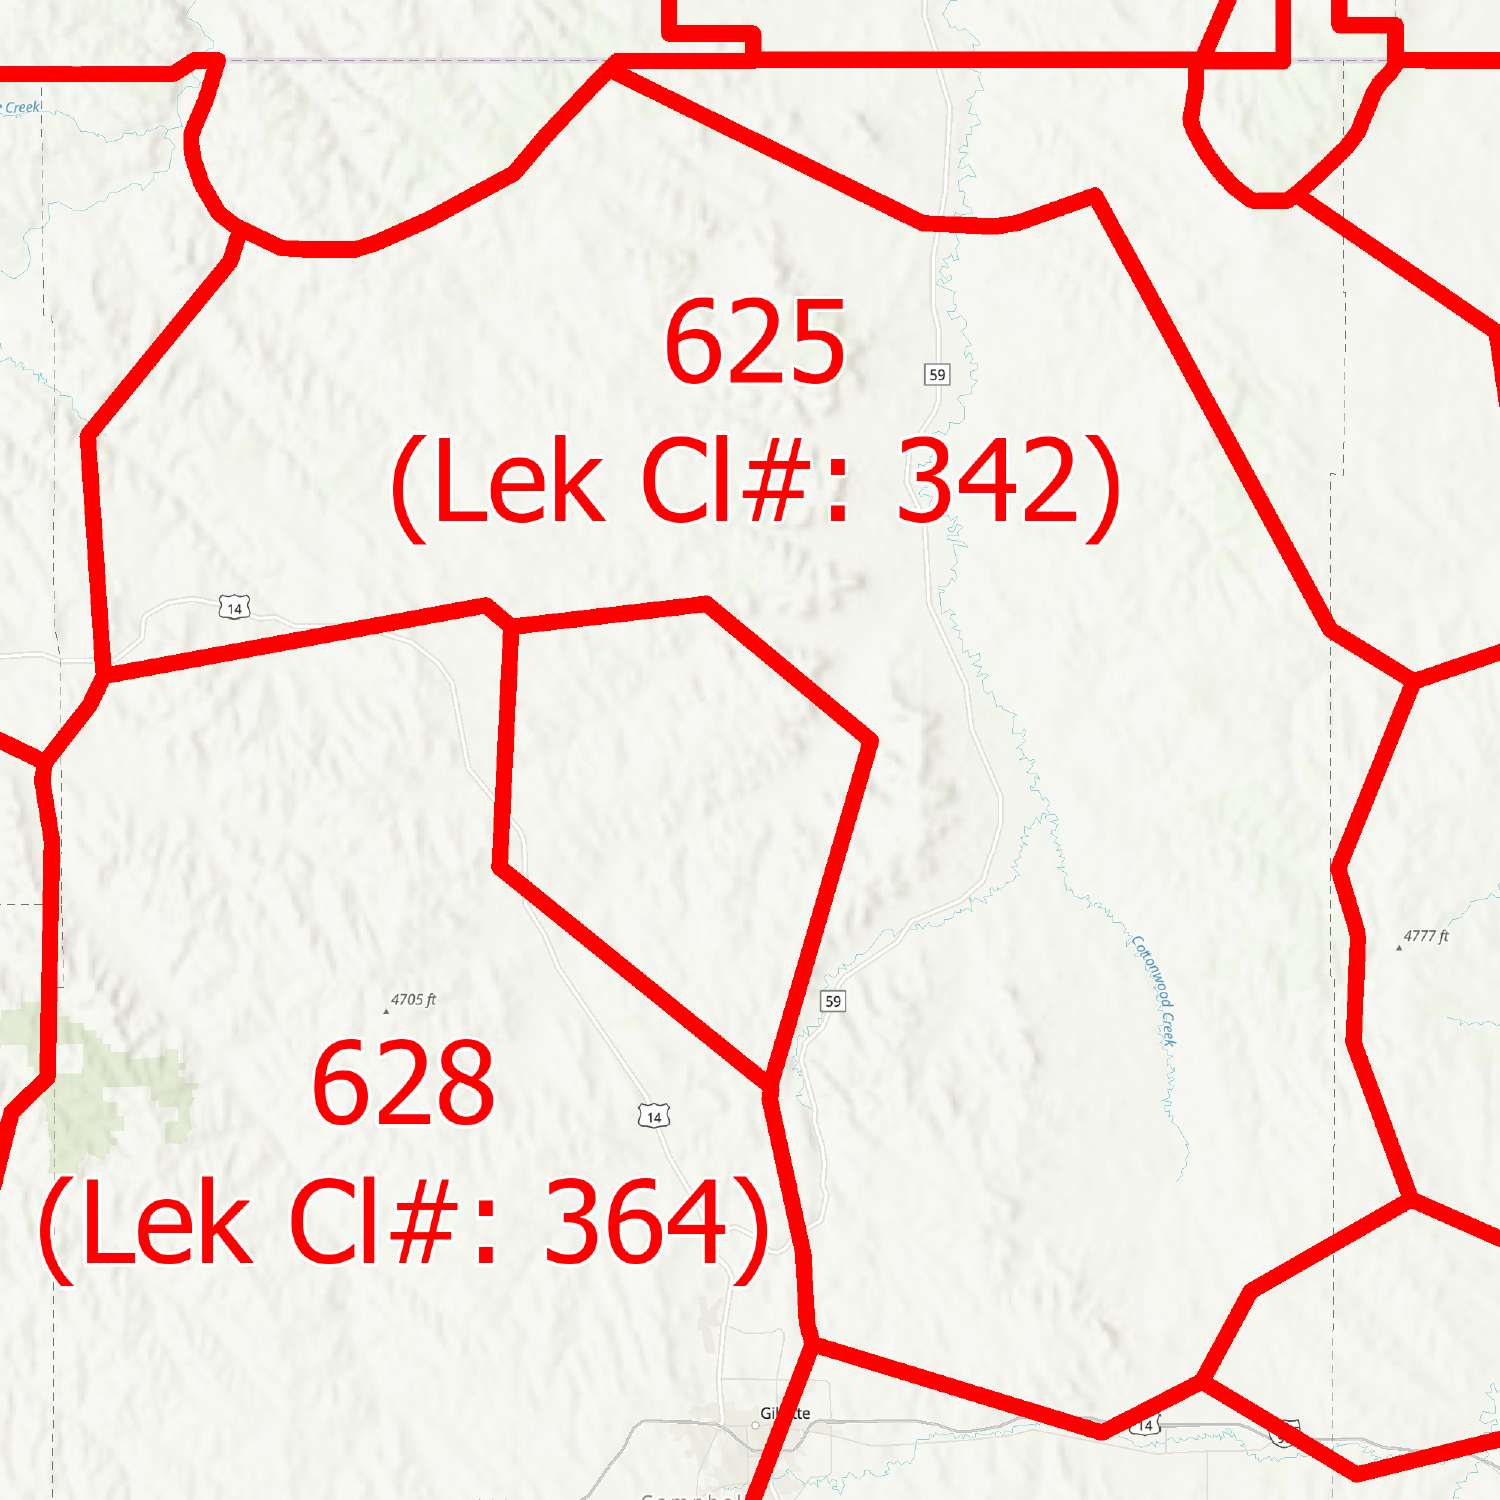 Creek
625
59
(Lek Cl#: 342)
14
4777 ft
Cottonwood Creek
4705 ft
59
628
14
(Lek Cl#: 364)
14